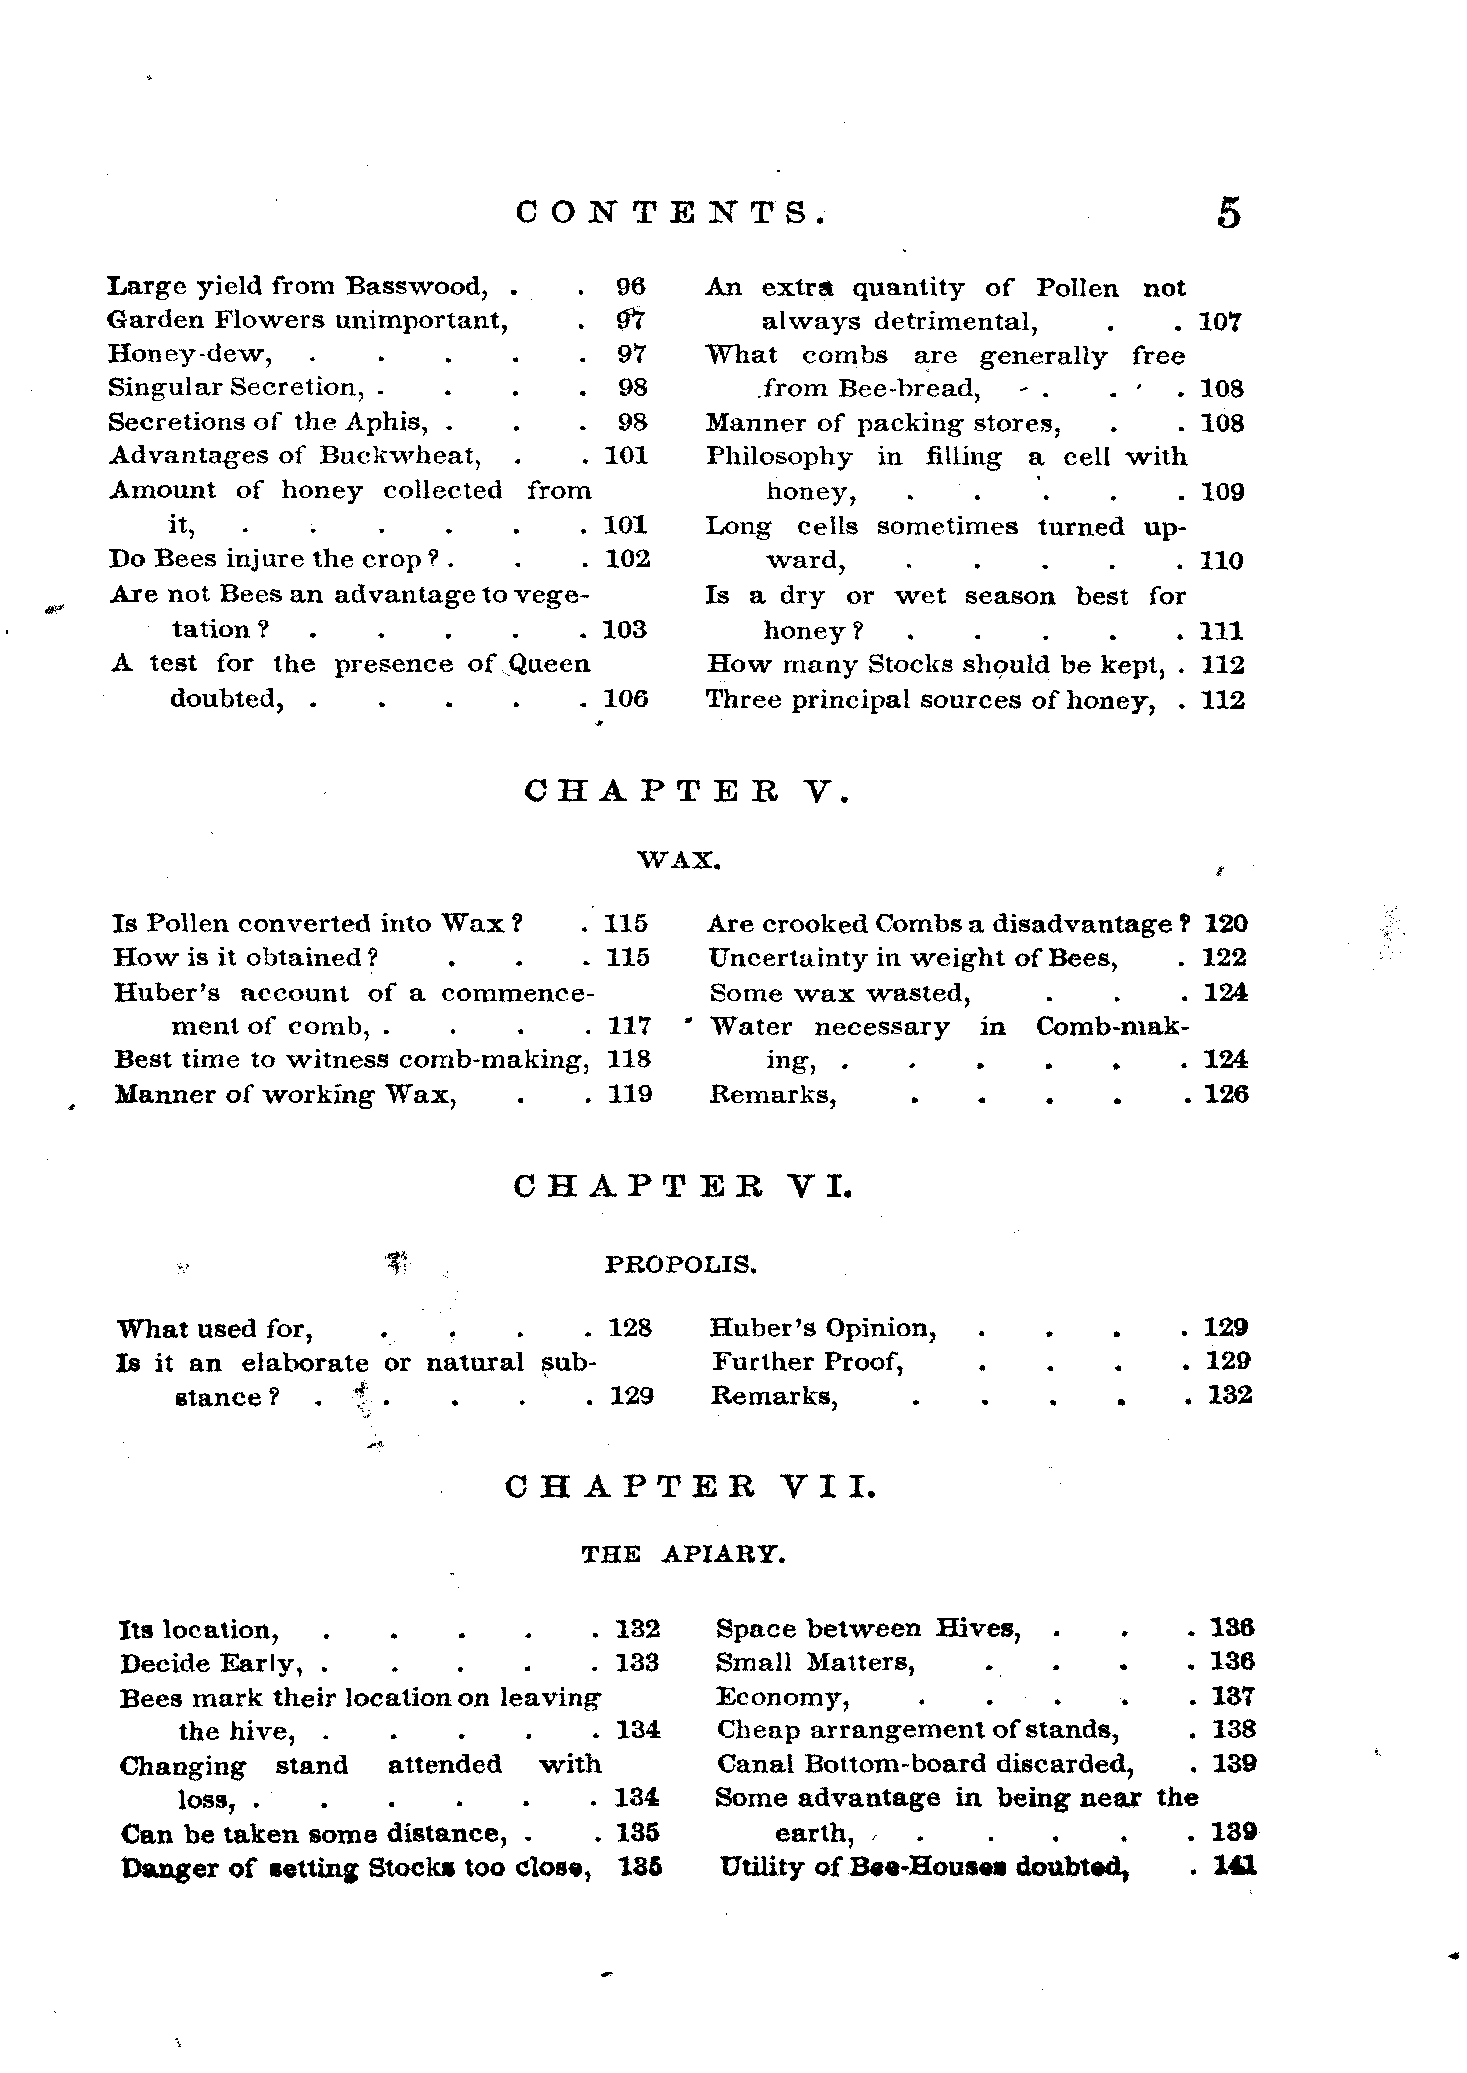 CONTENTS. 5
Large yield from Basswood, . . 96
Garden Flowers unimportant, . 97
Honey-dew, . . . . . 97
Singular Secretion, . . . . 98
Secretions of the Aphis, . . . 98
Advantages of Buckwheat, . . 101
Amount of honey collected from
it, . . . . . . 101
Do Bees injure the crop? . . . 102
Are not Bees an advantage to vege-
tation? . . . . . 103
A test for the presence of Queen
doubted, . . . . . 106
An extra quantity of Pollen not
always detrimental, . . 107
What combs are generally free
from Bee-bread, . . . 108
Manner of packing stores, . . 108
Philosophy in filling a cell with
honey, . . . . . 109
Long cells sometimes turned up-
ward, . . . . . 110
Is a dry or wet season best for
honey? . . . . . 111
How many Stocks should be kept, . 112
Three principal sources of honey, . 112
CHAPTER V.
WAX.
Is Pollen converted into Wax? . 115
How is it obtained? . . . 115
Huber's account of a commence-
ment of comb, . . . . 117
Best time to witness comb-making, 118
Manner of working Wax, . . 119
Are crooked Combs a disadvantage? 120
Uncertainty in weight of Bees, . 122
Some wax wasted, . . . 124
Water necessary in Comb-mak-
ing, . . . . . . 124
Remarks, . . . . . 126
CHAPTER VI.
PROPOLIS.
What used for, . . . . 128
Is it an elaborate or natural sub-
stance? . . . . . 129
Huber's Opinion, . . . . 129
Further Proof, . . . . 129
Remarks, . . . . . 132
CHAPTER VII.
THE APIARY.
Its location, . . . . . 132
Decide Early, . . . . . 133
Bees mark their location on leaving
the hive, . . . . . 134
Changing stand attended with
loss, . . . . . . 134
Can be taken some distance, . . 135
Danger of setting Stocks too close, 135
Space between Hives, . . . 136
Small Matters, . . . . 136
Economy, . . . . . 137
Cheap arrangement of stands, . 138
Canal Bottom-board discarded, . 139
Some advantage in being near the
earth, . . . . . 139
Utility of Bee-Houses doubted, . 141